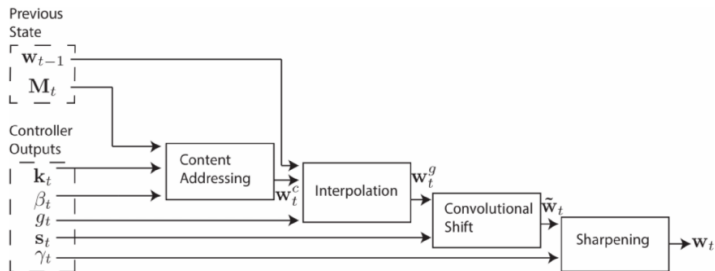 Previous
State
w_{t−1}
M_t
Controller
Outputs
k_t
β_t
g_t
s_t
γ_t
Content
Addressing
w_t^c
Interpolation
w_t^g
Convolutional
Shift
w̃_t
Sharpening
w_t